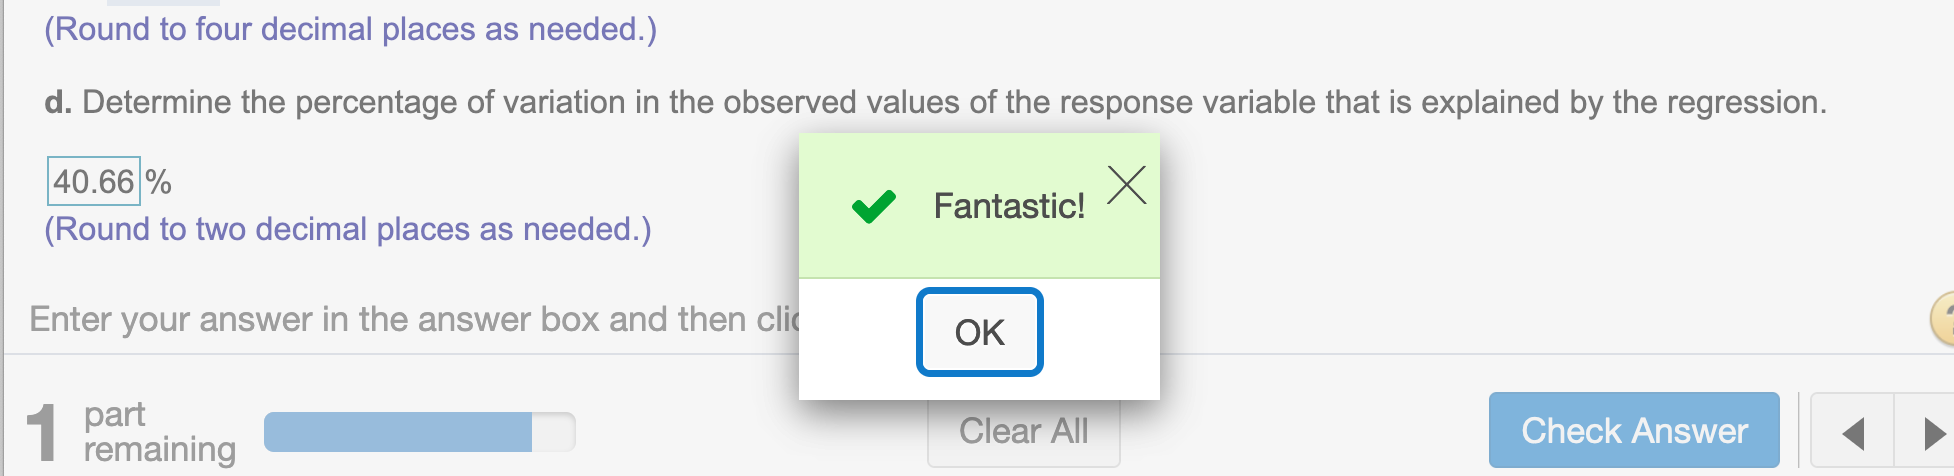 (Round to four decimal places as needed.)
d. Determine the percentage of variation in the observed values of the response variable that is explained by the regression.
40.66 %
(Round to two decimal places as needed.)
Fantastic!
OK
Enter your answer in the answer box and then
1 part
remaining
Clear All
Check Answer